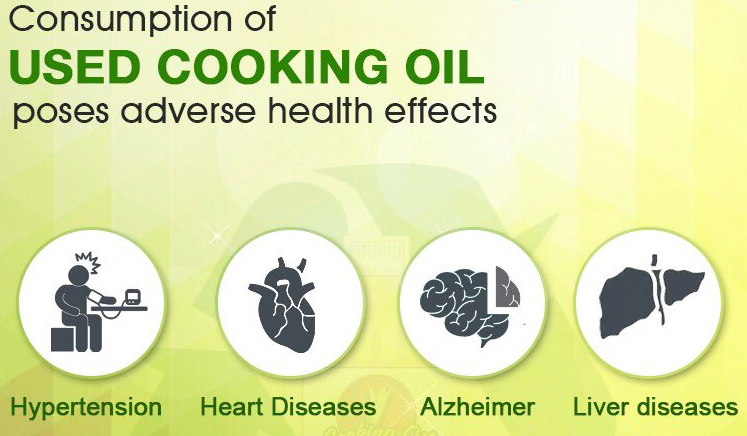 Consumption of
USED COOKING OIL
poses adverse health effects
Hypertension Heart Diseases Alzheimer Liver diseases